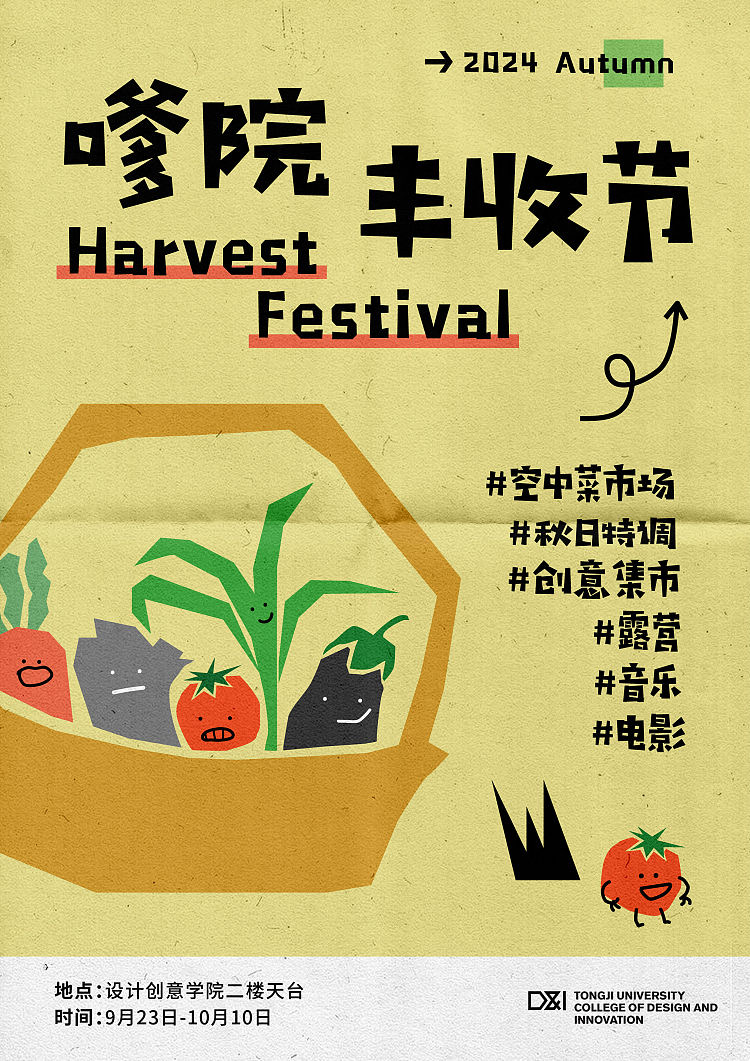 → 2024 Autumn
嗲院
丰收节
Harvest
Festival
#空中菜市场
#秋日特调
#创意集市
#露营
#音乐
#电影
地点：设计创意学院二楼天台
时间：9月23日-10月10日
D&I
TONGJI UNIVERSITY
COLLEGE OF DESIGN AND
INNOVATION